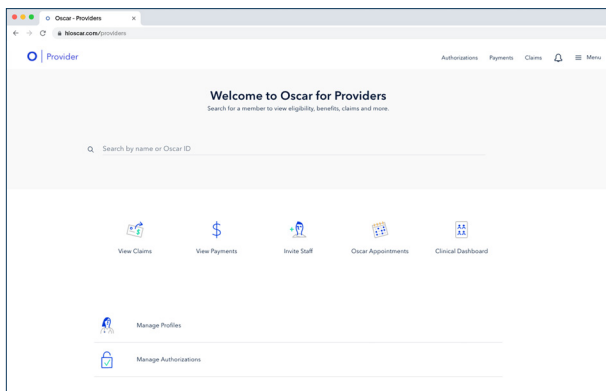 Oscar - Providers
hioscar.com/providers
Provider
Authorizations Payments Claims Menu
Welcome to Oscar for Providers
Search for a member to view eligibility, benefits, claims and more.
Search by name or Oscar ID
View Claims View Payments Invite Staff Oscar Appointments Clinical Dashboard
Manage Profiles
Manage Authorizations